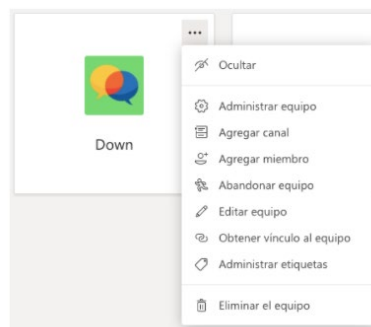 ...
Ocultar
Administrar equipo
Agregar canal
Down
Agregar miembro
Abandonar equipo
Editar equipo
Obtener vínculo al equipo
Administrar etiquetas
Eliminar el equipo